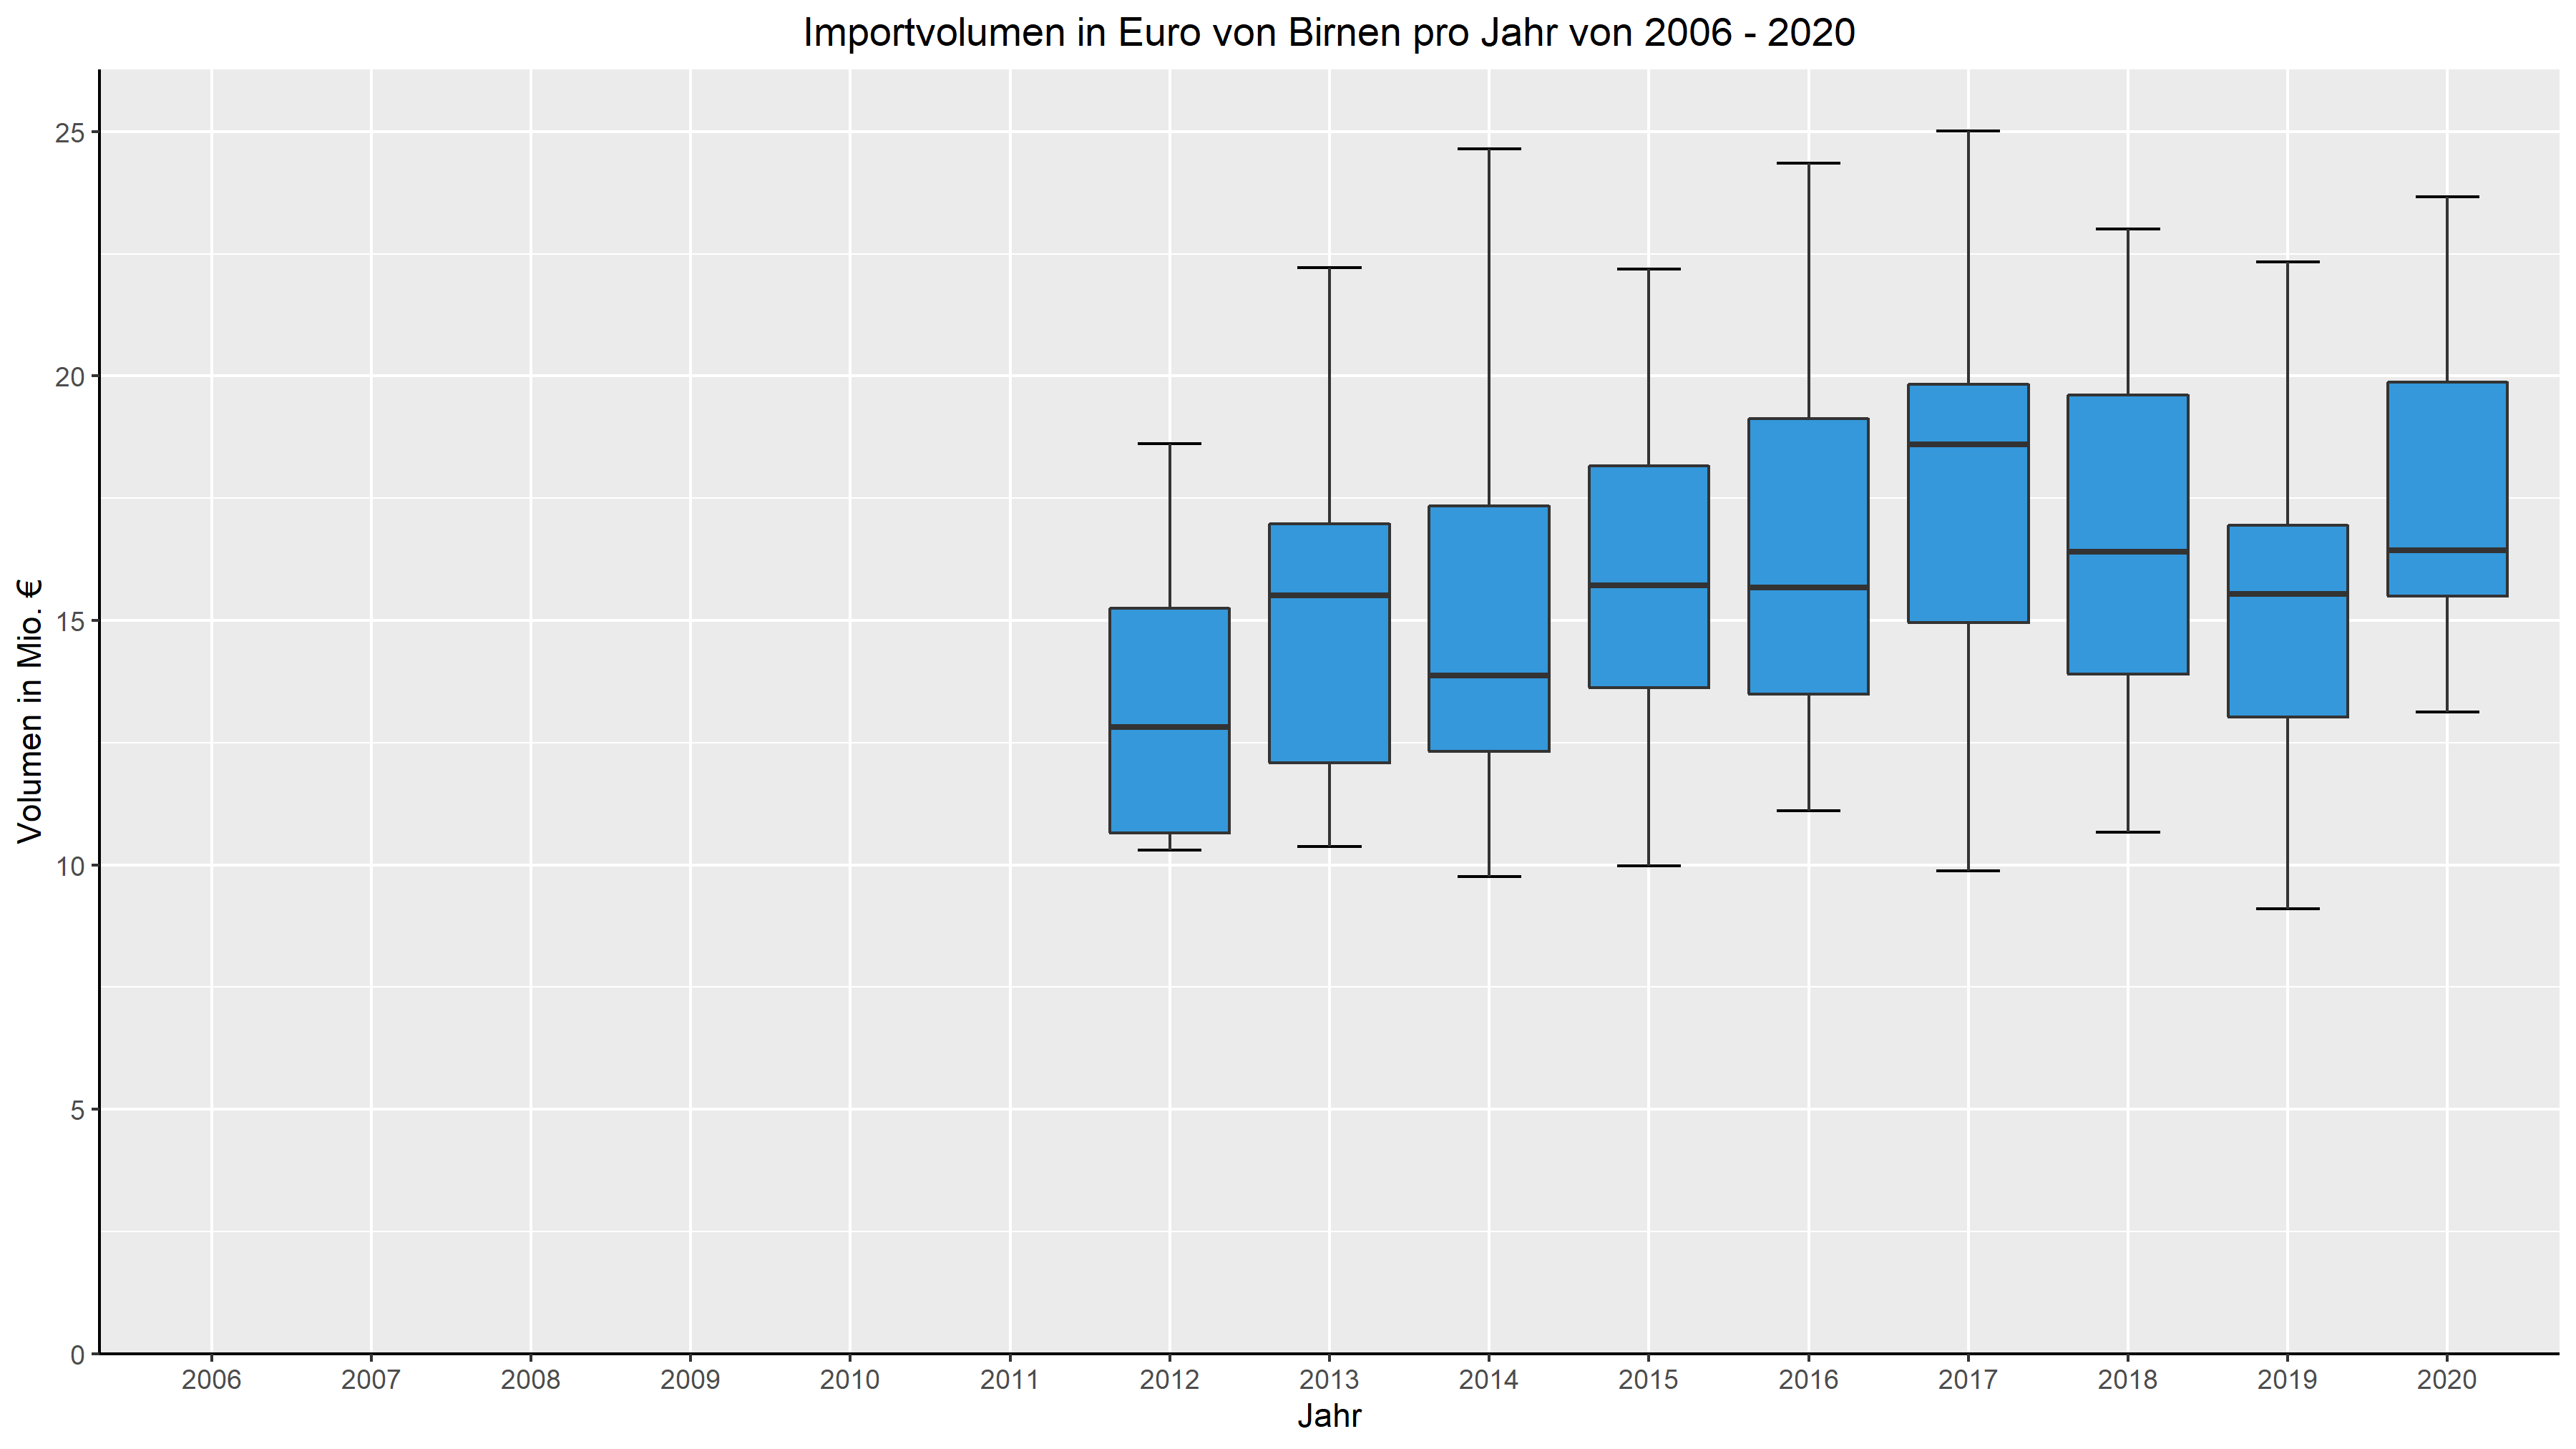 Importvolumen in Euro von Birnen pro Jahr von 2006 - 2020
Volumen in Mio. €
25
20
15
10
5
0
2006 2007 2008 2009 2010 2011 2012 2013 2014 2015 2016 2017 2018 2019 2020
Jahr